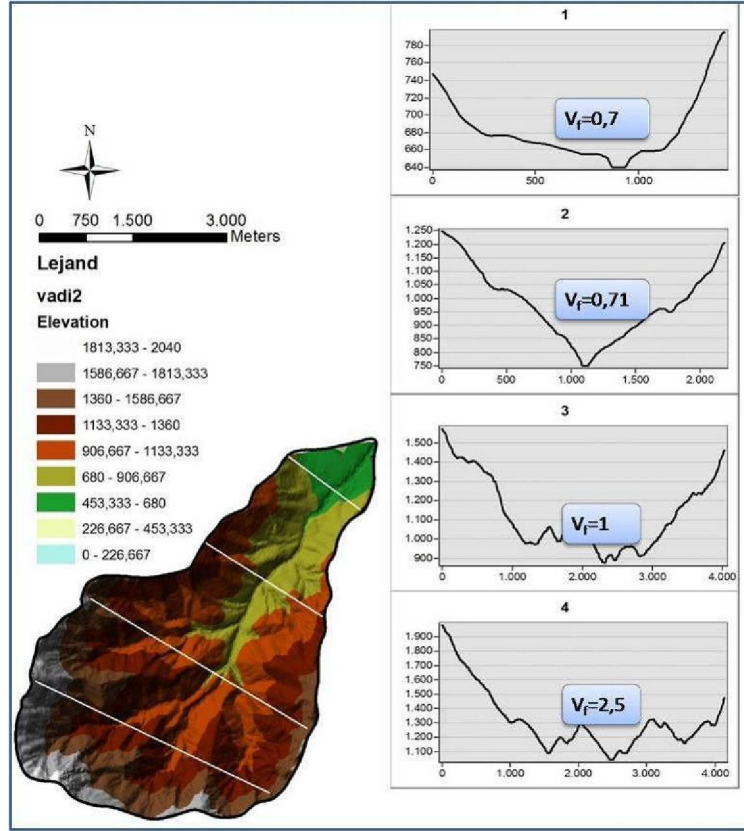 N
0 750 1.500 3.000
Meters
Lejand
vadi2
Elevation
1813,333 - 2040
1586,667 - 1813,333
1360 - 1586,667
1133,333 - 1360
906,667 - 1133,333
680 - 906,667
453,333 - 680
226,667 - 453,333
0 - 226,667
1
780
760
740
720
700
680
660
640
0 500 1.000
Vf=0,7
2
1.250
1.200
1.150
1.100
1.050
1.000
950
900
850
800
750
0 500 1.000 1.500 2.000
Vf=0,71
3
1.500
1.400
1.300
1.200
1.100
1.000
900
0 1.000 2.000 3.000 4.000
Vf=1
4
1.900
1.800
1.700
1.600
1.500
1.400
1.300
1.200
1.100
0 1.000 2.000 3.000 4.000
Vf=2,5